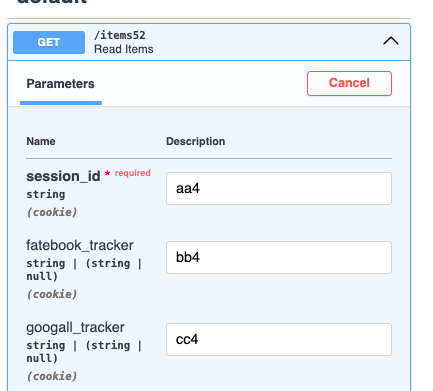 default
GET /items52
Read Items
Parameters Cancel
Name Description
session_id * required
string
(cookie)
aa4
fatebook_tracker
string | (string |
null)
(cookie)
bb4
googall_tracker
string | (string |
null)
(cookie)
cc4